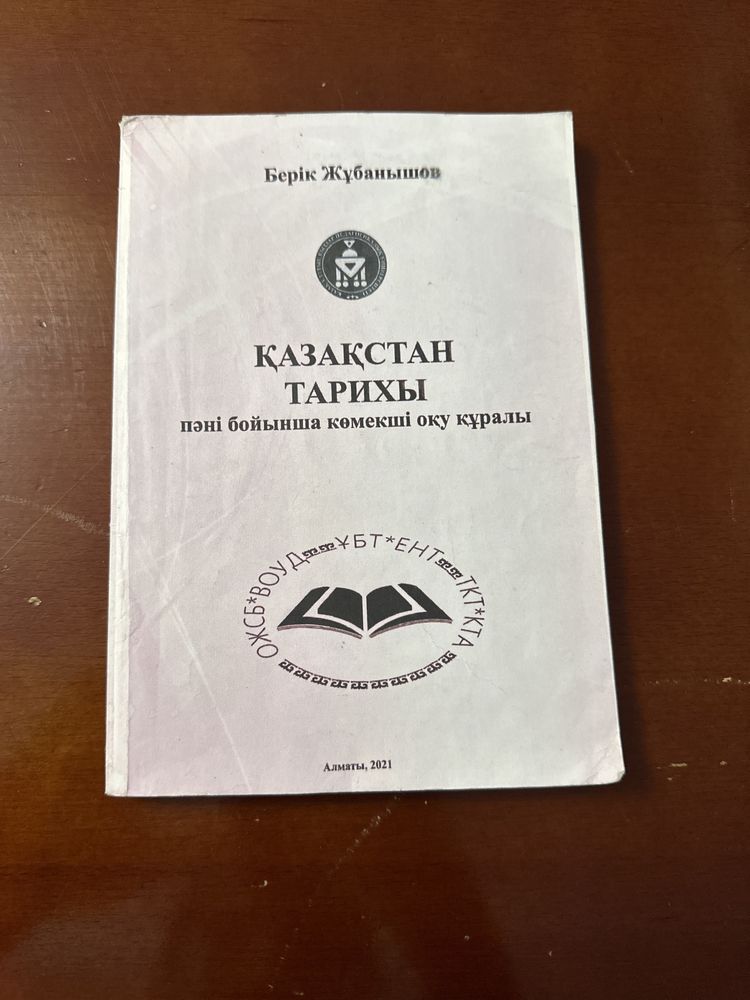 Берік Жұбанышов
ҚАЗАҚСТАН
ТАРИХЫ
пәні бойынша көмекші оқу құралы
ОЖСБ*ВОУД ҰБТ*ЕНТ ТКТ*КТА
Алматы, 2021